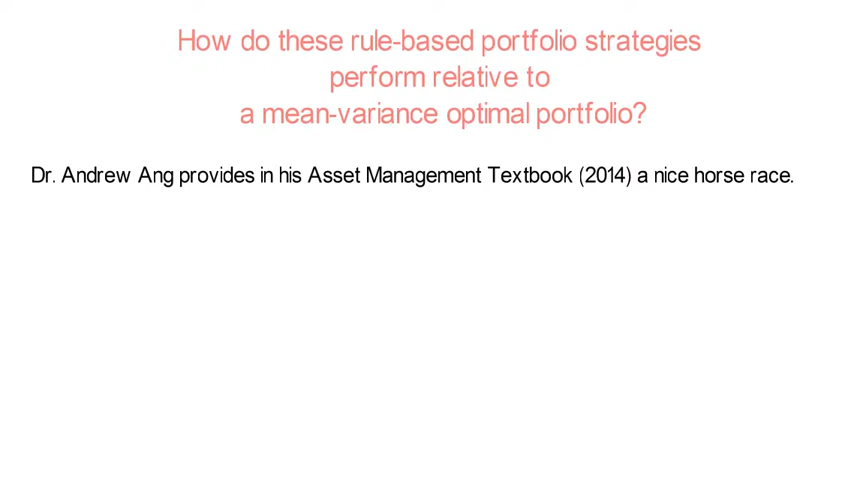 How do these rule-based portfolio strategies
perform relative to
a mean-variance optimal portfolio?
Dr. Andrew Ang provides in his Asset Management Textbook (2014) a nice horse race.